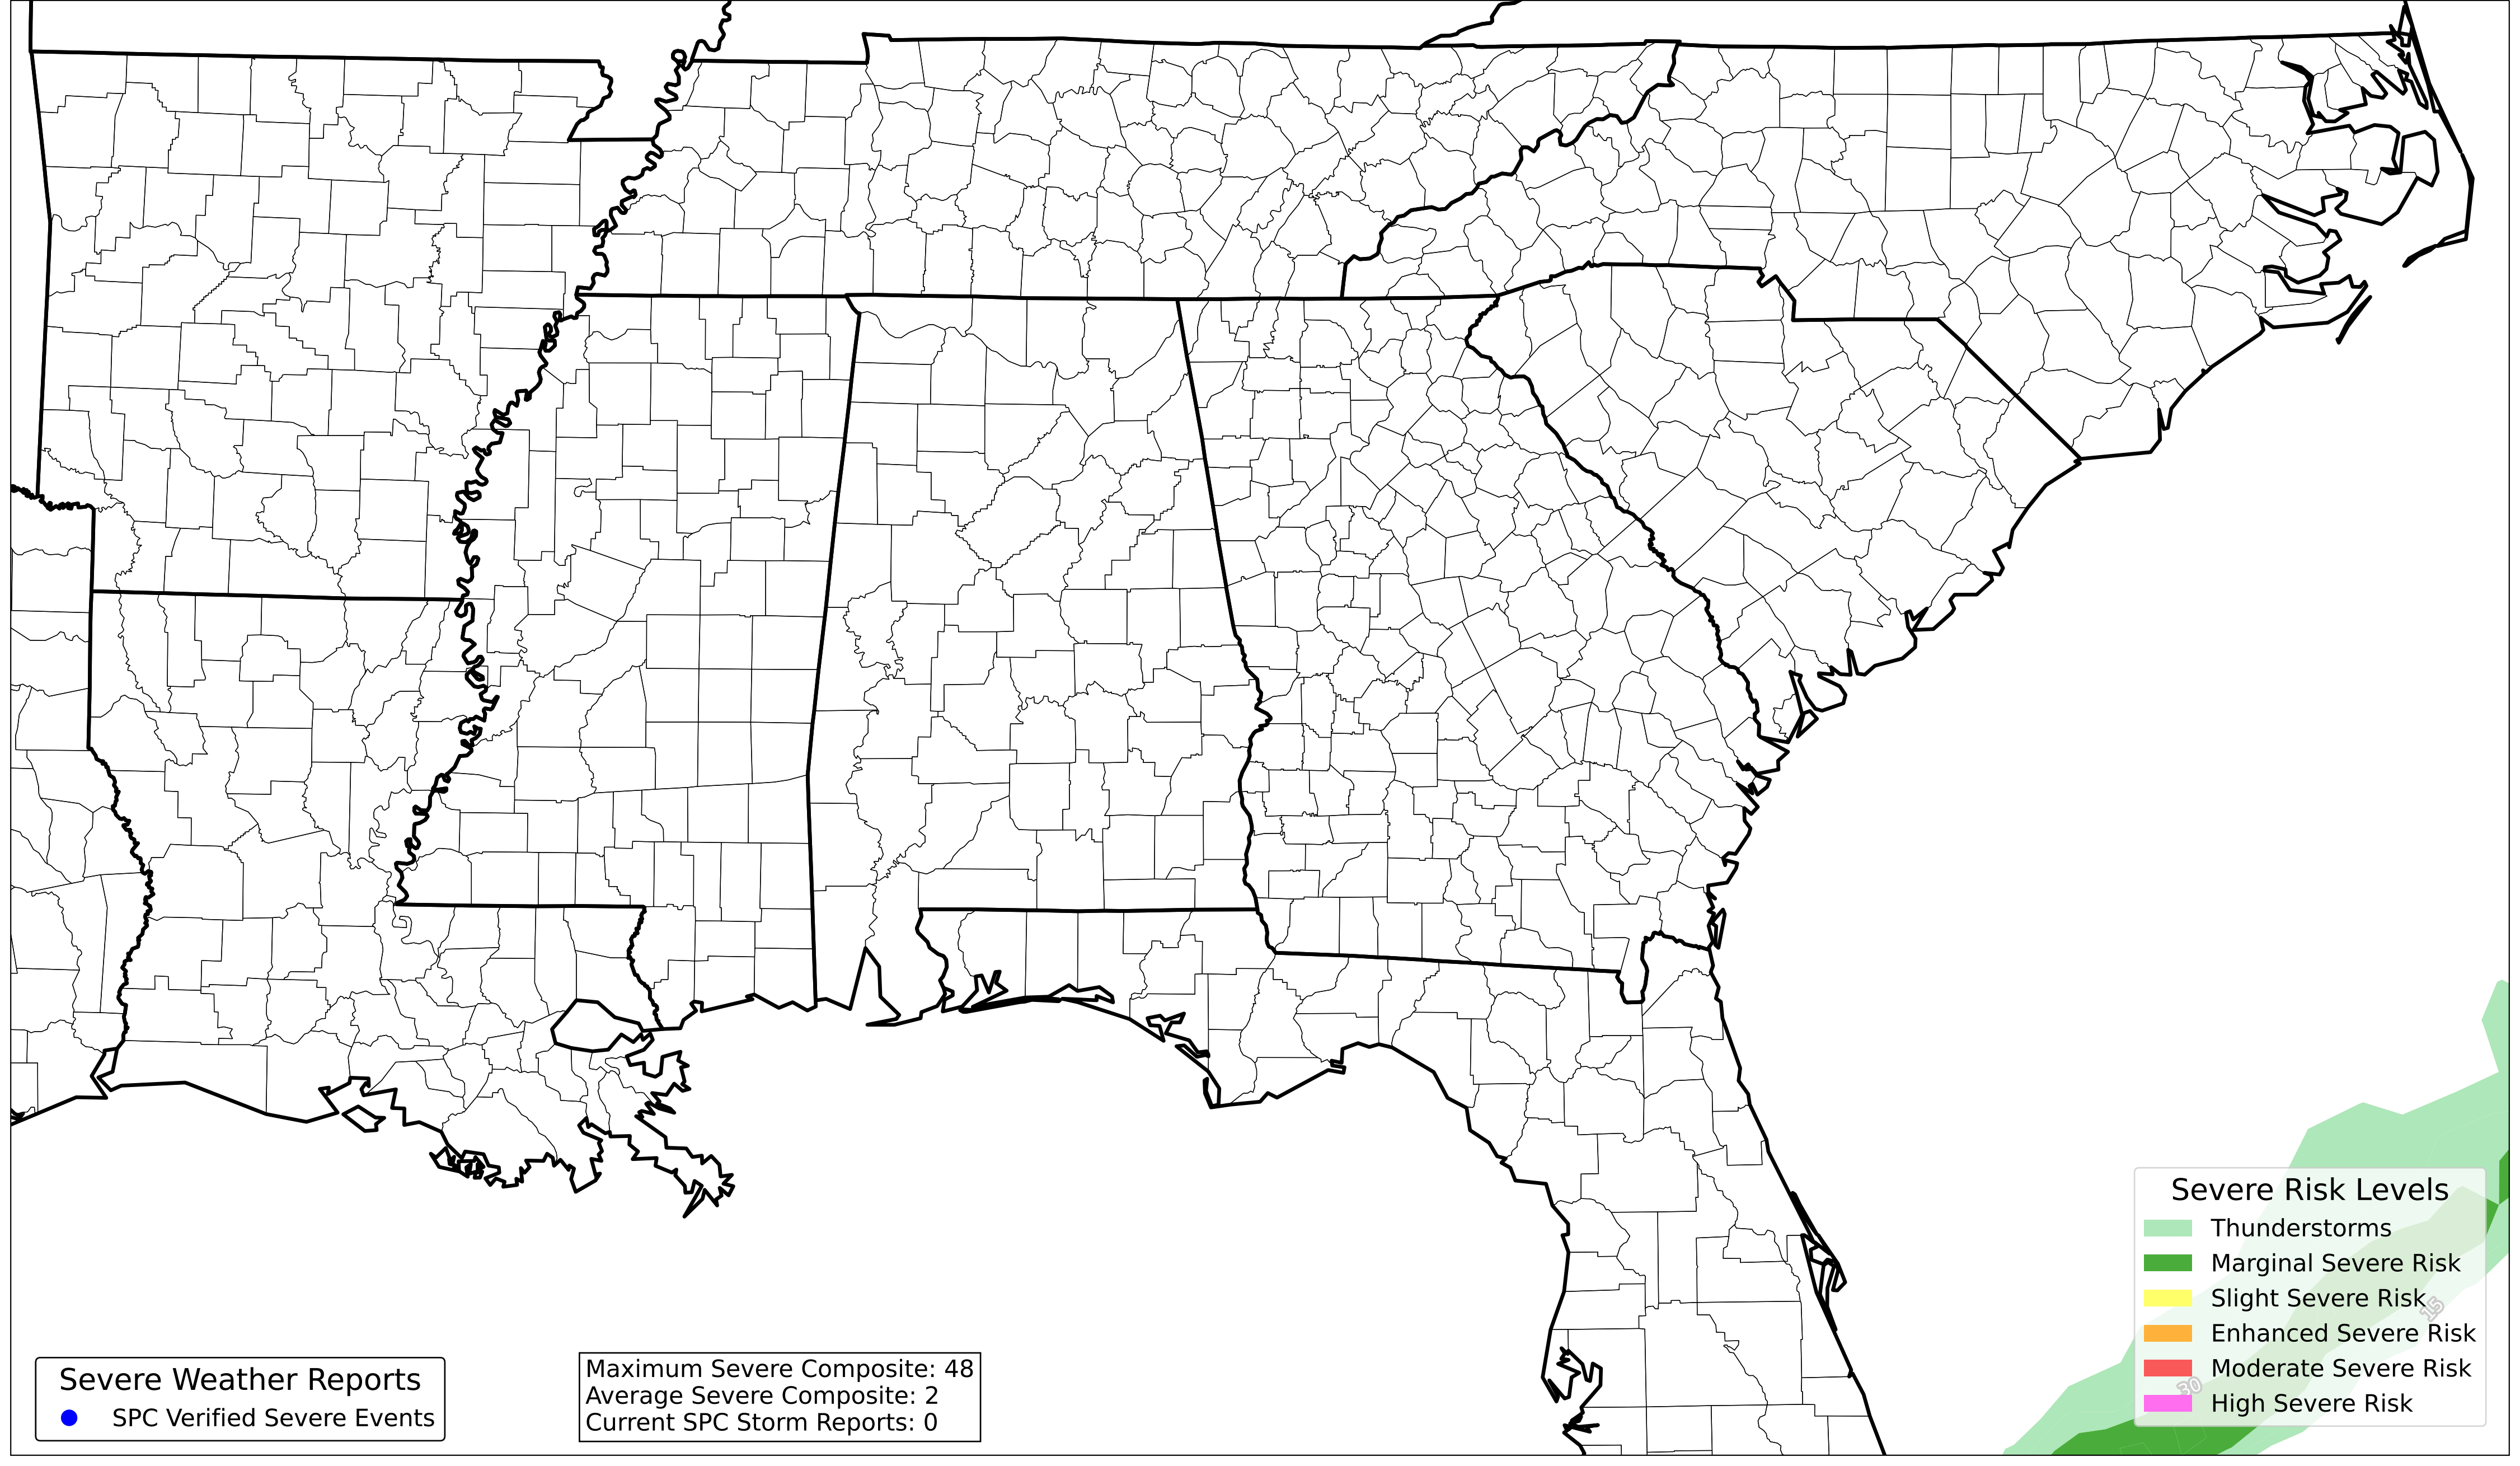 Severe Risk Levels
Thunderstorms
Marginal Severe Risk
Slight Severe Risk
15
Enhanced Severe Risk
Moderate Severe Risk
30
High Severe Risk
Severe Weather Reports
SPC Verified Severe Events
Maximum Severe Composite: 48
Average Severe Composite: 2
Current SPC Storm Reports: 0